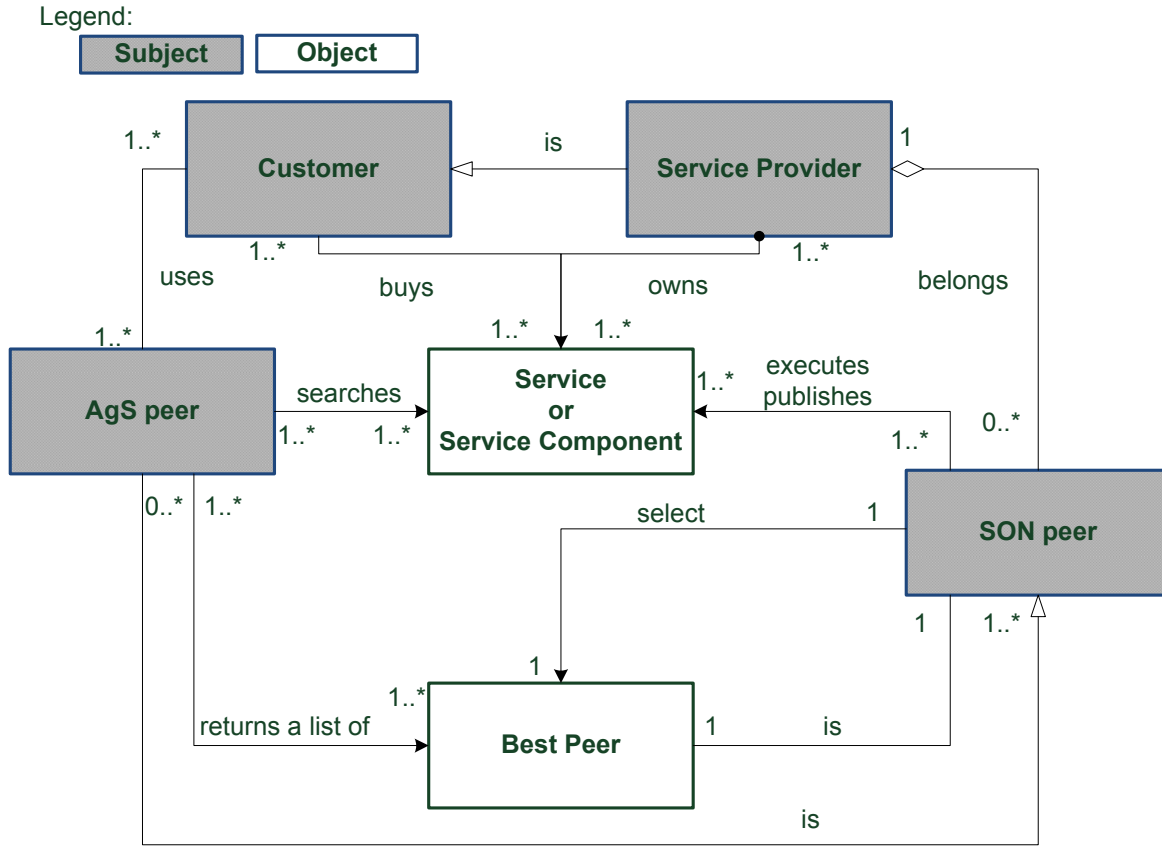 Legend:
Subject
Object
1..*
Customer
is
Service Provider
1
1..*
1..*
uses
buys
owns
belongs
1..*
1..*
1..*
AgS peer
searches
1..*
1..*
Service
or
Service Component
1..*
executes
publishes
1..*
0..*
0..*
1..*
select
1
SON peer
1
1..*
1
1..*
returns a list of
Best Peer
1
is
is